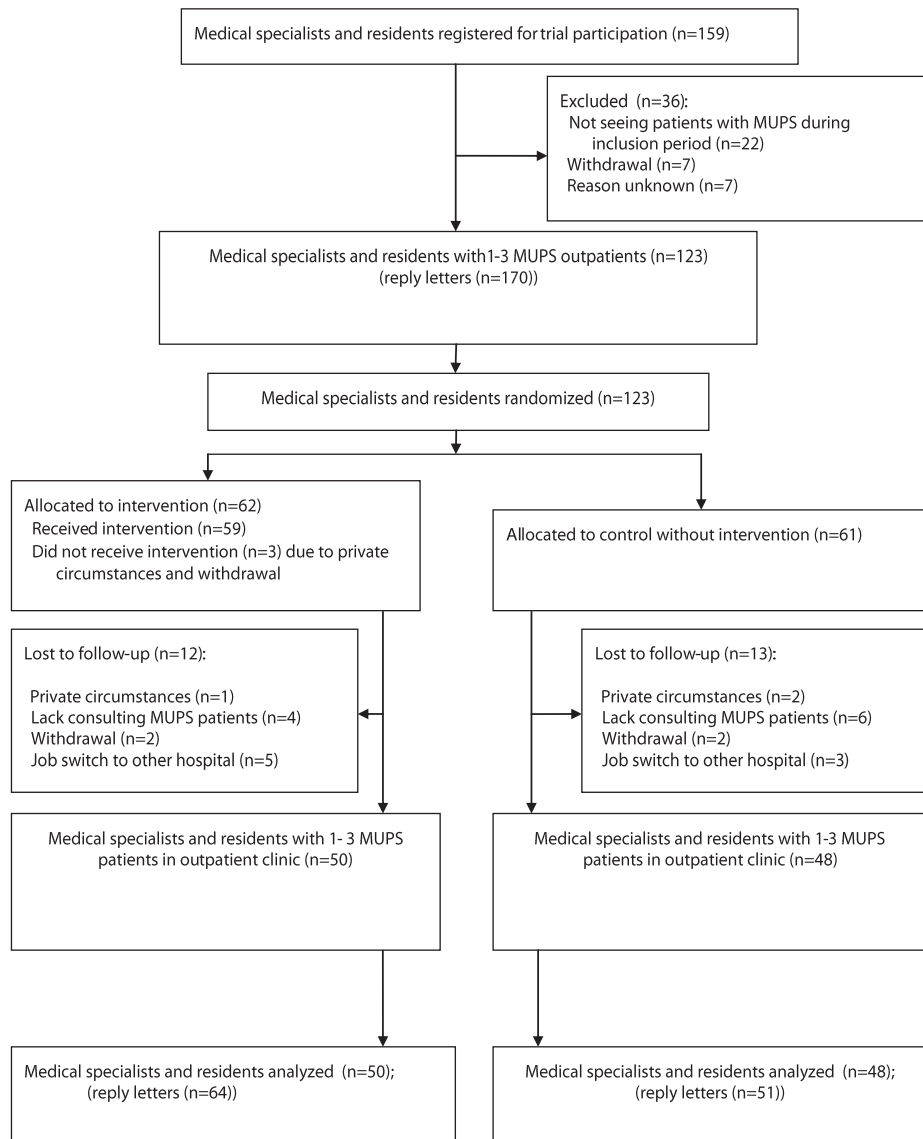 Medical specialists and residents registered for trial participation (n=159)
Excluded (n=36):
Not seeing patients with MUPS during
inclusion period (n=22)
Withdrawal (n=7)
Reason unknown (n=7)
Medical specialists and residents with1-3 MUPS outpatients (n=123)
(reply letters (n=170))
Medical specialists and residents randomized (n=123)
Allocated to intervention (n=62)
Received intervention (n=59)
Did not receive intervention (n=3) due to private
circumstances and withdrawal
Allocated to control without intervention (n=61)
Lost to follow-up (n=12):
Private circumstances (n=1)
Lack consulting MUPS patients (n=4)
Withdrawal (n=2)
Job switch to other hospital (n=5)
Lost to follow-up (n=13):
Private circumstances (n=2)
Lack consulting MUPS patients (n=6)
Withdrawal (n=2)
Job switch to other hospital (n=3)
Medical specialists and residents with 1- 3 MUPS
patients in outpatient clinic (n=50)
Medical specialists and residents with 1-3 MUPS
patients in outpatient clinic (n=48)
Medical specialists and residents analyzed (n=50);
(reply letters (n=64))
Medical specialists and residents analyzed (n=48);
(reply letters (n=51))